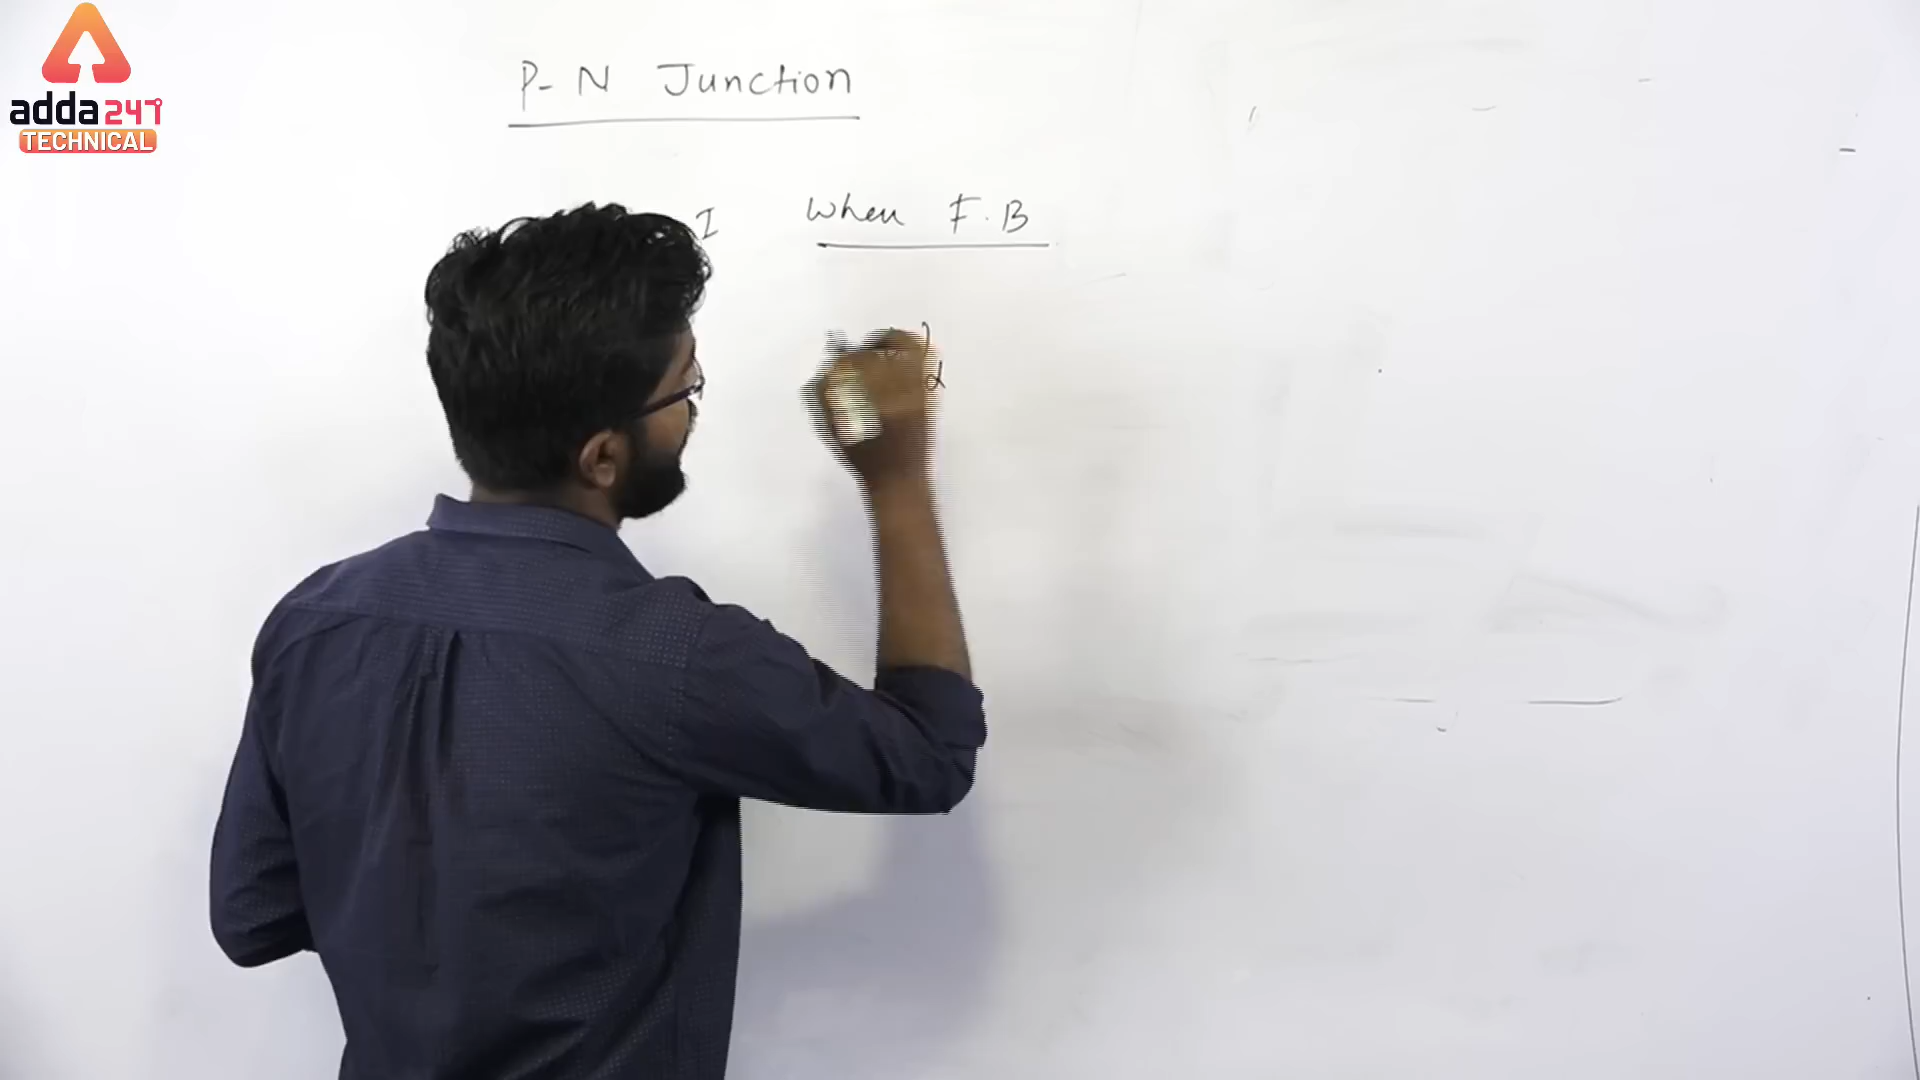 adda247
TECHNICAL
P-N Junction
I When F.B
α